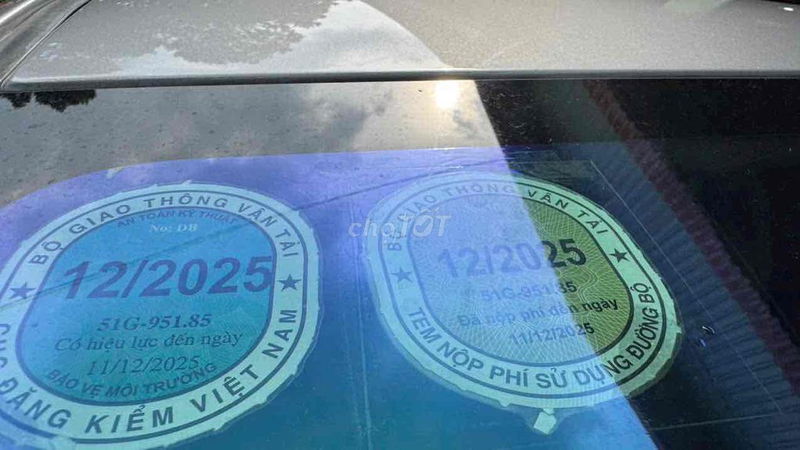 BỘ GIAO THÔNG VẬN TẢI
AN TOÀN KỸ THUẬT
No: DB
12/2025
51G-951.85
Có hiệu lực đến ngày
11/12/2025
BẢO VỆ MÔI TRƯỜNG
ĐĂNG KIỂM VIỆT NAM
BỘ GIAO THÔNG VẬN TẢI
12/2025
51G-951.85
Đã nộp phí đến ngày
11/12/2025
TEM NỘP PHÍ SỬ DỤNG ĐƯỜNG BỘ
chợTỐT